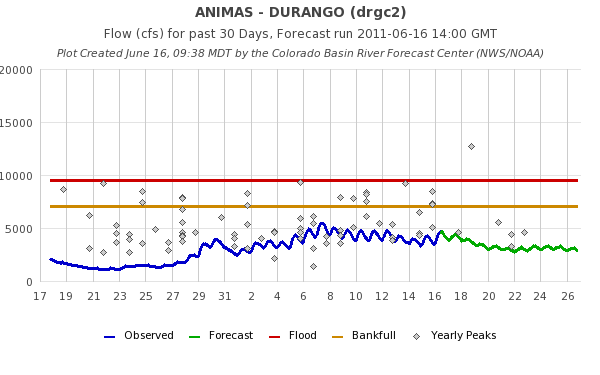 ANIMAS - DURANGO (drgc2)
Flow (cfs) for past 30 Days, Forecast run 2011-06-16 14:00 GMT
Plot Created June 16, 09:38 MDT by the Colorado Basin River Forecast Center (NWS/NOAA)
20000
15000
10000
5000
0
17 19 21 23 25 27 29 31 2 4 6 8 10 12 14 16 18 20 22 24 26
Observed Forecast Flood Bankfull Yearly Peaks